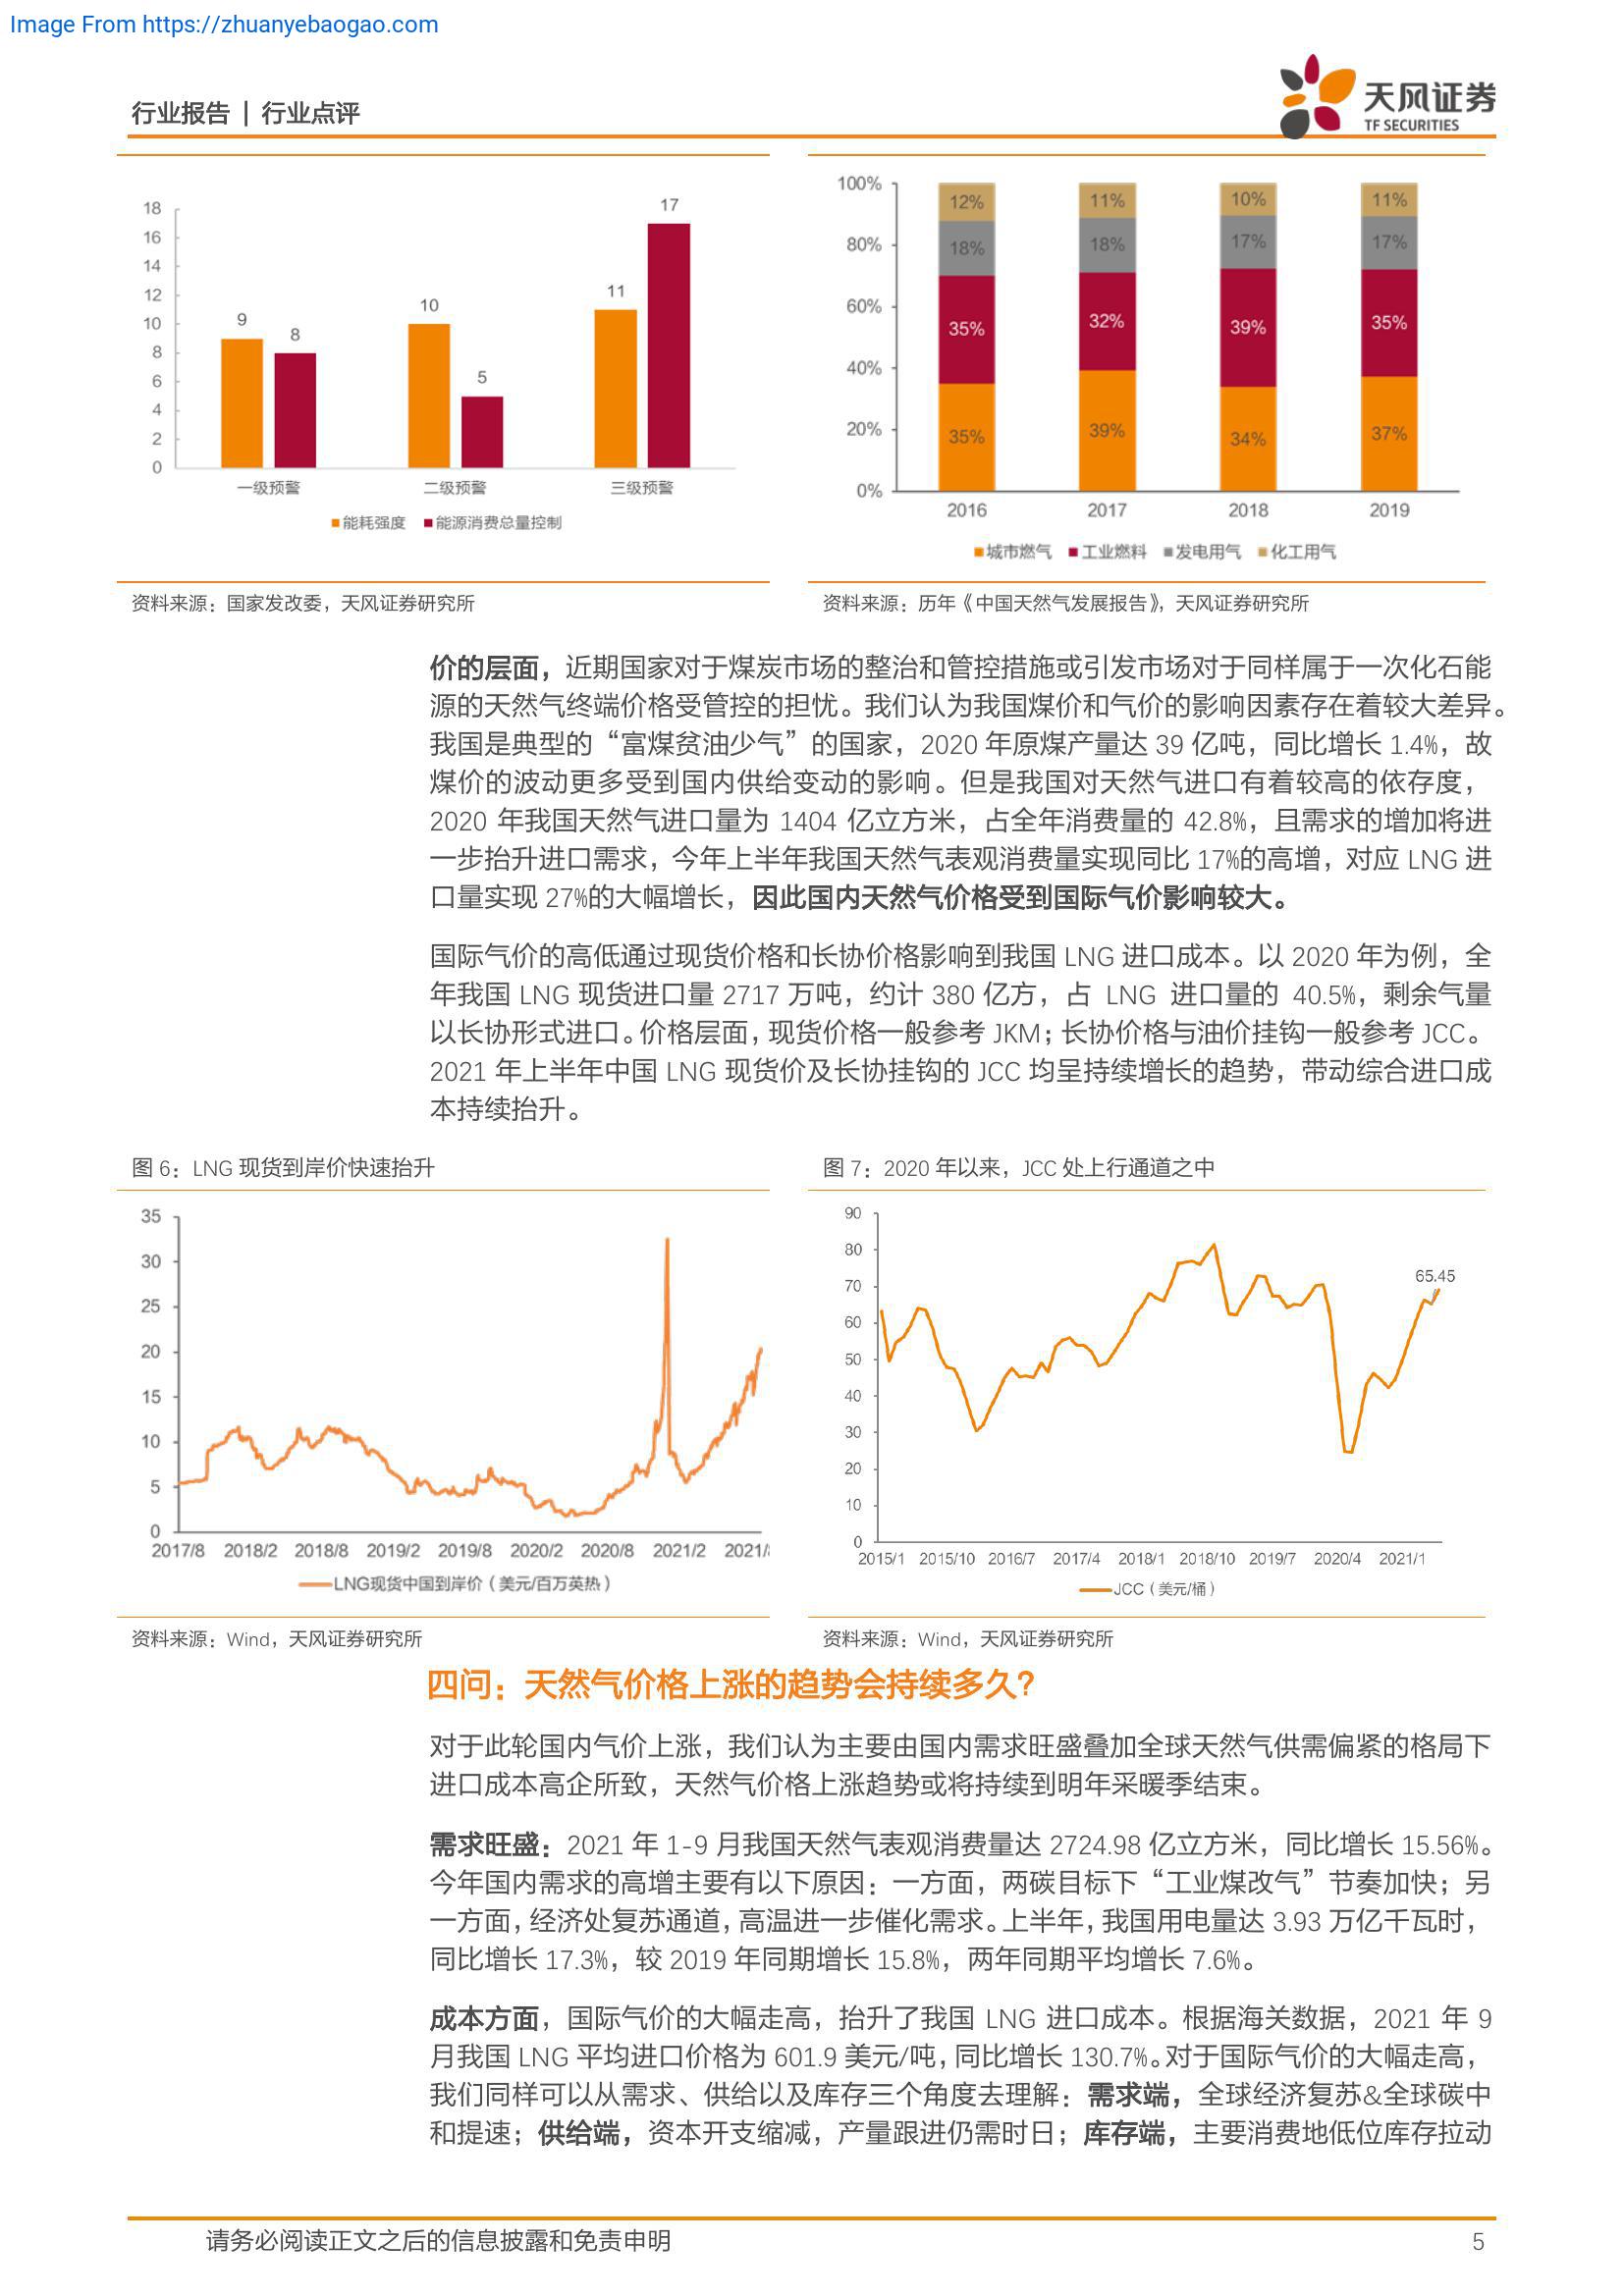 Image From https://zhuanyebaogao.com
行业报告 | 行业点评
天风证券
TF SECURITIES
18
16
14
12
10
8
6
4
2
0
9
8
10
5
11
17
一级预警
二级预警
三级预警
能耗强度 能源消费总量控制
资料来源：国家发改委，天风证券研究所
100%
80%
60%
40%
20%
0%
12% 11% 10% 11%
18% 18% 17% 17%
35% 32% 39% 35%
35% 39% 34% 37%
2016 2017 2018 2019
城市燃气 工业燃料 发电用气 化工用气
资料来源：历年《中国天然气发展报告》，天风证券研究所
价的层面，近期国家对于煤炭市场的整治和管控措施或引发市场对于同样属于一次化石能
源的天然气终端价格受管控的担忧。我们认为我国煤价和气价的影响因素存在着较大差异。
我国是典型的“富煤贫油少气”的国家，2020 年原煤产量达 39 亿吨，同比增长 1.4%，故
煤价的波动更多受到国内供给变动的影响。但是我国对天然气进口有着较高的依存度，
2020 年我国天然气进口量为 1404 亿立方米，占全年消费量的 42.8%，且需求的增加将进
一步抬升进口需求，今年上半年我国天然气表观消费量实现同比 17%的高增，对应 LNG 进
口量实现 27%的大幅增长，因此国内天然气价格受到国际气价影响较大。
国际气价的高低通过现货价格和长协价格影响到我国 LNG 进口成本。以 2020 年为例，全
年我国 LNG 现货进口量 2717 万吨，约计 380 亿方，占 LNG 进口量的 40.5%，剩余气量
以长协形式进口。价格层面，现货价格一般参考 JKM；长协价格与油价挂钩一般参考 JCC。
2021 年上半年中国 LNG 现货价及长协挂钩的 JCC 均呈持续增长的趋势，带动综合进口成
本持续抬升。
图 6：LNG 现货到岸价快速抬升
35
30
25
20
15
10
5
0
2017/8 2018/2 2018/8 2019/2 2019/8 2020/2 2020/8 2021/2 2021/
LNG现货中国到岸价（美元/百万英热）
资料来源：Wind，天风证券研究所
图 7：2020 年以来，JCC 处上行通道之中
90
80
70
60
50
40
30
20
10
0
65.45
2015/1 2015/10 2016/7 2017/4 2018/1 2018/10 2019/7 2020/4 2021/1
JCC（美元/桶）
资料来源：Wind，天风证券研究所
四问：天然气价格上涨的趋势会持续多久？
对于此轮国内气价上涨，我们认为主要由国内需求旺盛叠加全球天然气供需偏紧的格局下
进口成本高企所致，天然气价格上涨趋势或将持续到明年采暖季结束。
需求旺盛：2021 年 1-9 月我国天然气表观消费量达 2724.98 亿立方米，同比增长 15.56%。
今年国内需求的高增主要有以下原因：一方面，两碳目标下“工业煤改气”节奏加快；另
一方面，经济处复苏通道，高温进一步催化需求。上半年，我国用电量达 3.93 万亿千瓦时，
同比增长 17.3%，较 2019 年同期增长 15.8%，两年同期平均增长 7.6%。
成本方面，国际气价的大幅走高，抬升了我国 LNG 进口成本。根据海关数据，2021 年 9
月我国 LNG 平均进口价格为 601.9 美元/吨，同比增长 130.7%。对于国际气价的大幅走高，
我们同样可以从需求、供给以及库存三个角度去理解：需求端，全球经济复苏&全球碳中
和提速；供给端，资本开支缩减，产量跟进仍需时日；库存端，主要消费地低位库存拉动
请务必阅读正文之后的信息披露和免责申明
5